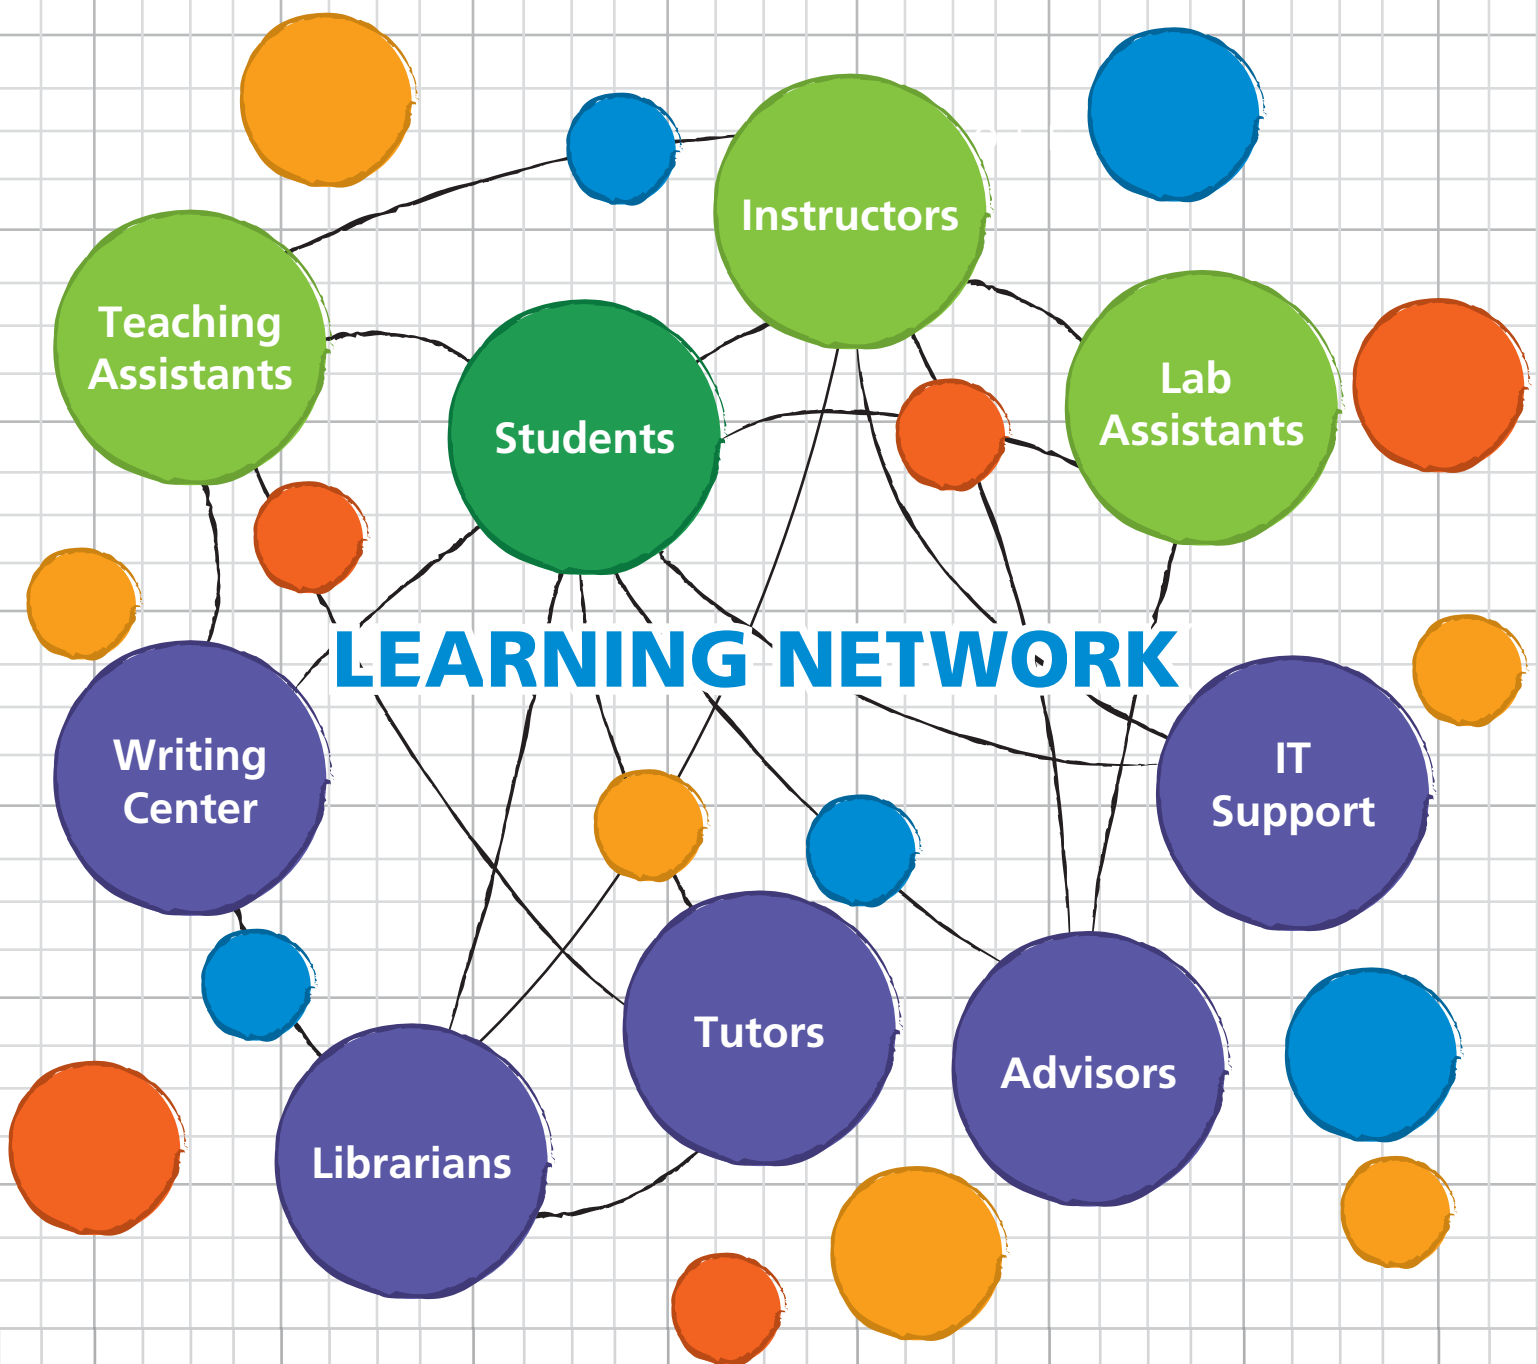 Instructors
Teaching
Assistants
Lab
Assistants
Students
LEARNING NETWORK
Writing
Center
IT
Support
Tutors
Advisors
Librarians